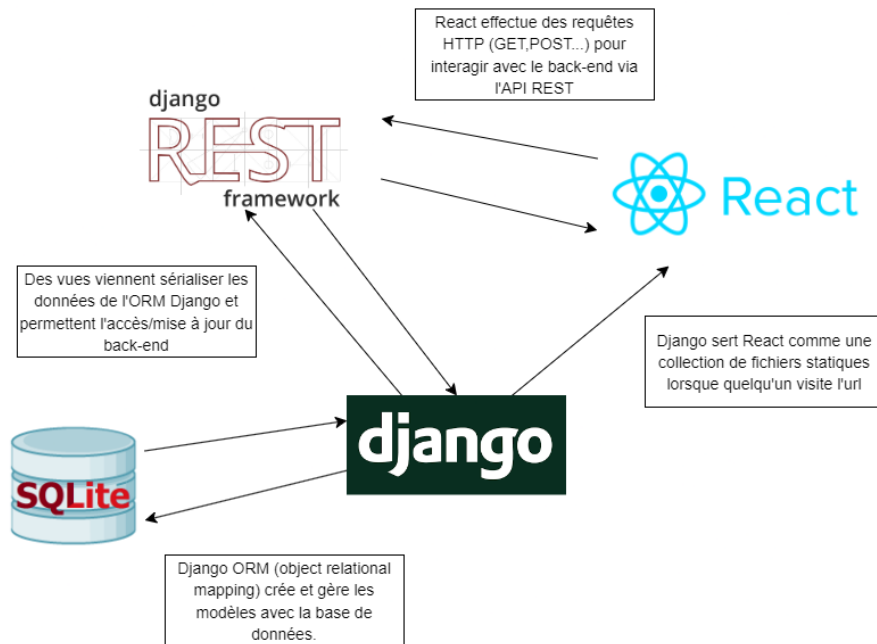 React effectue des requêtes
HTTP (GET,POST...) pour
interagir avec le back-end via
l'API REST
django
REST
framework
React
Des vues viennent sérialiser les
données de l'ORM Django et
permettent l'accès/mise à jour du
back-end
Django sert React comme une
collection de fichiers statiques
lorsque quelqu'un visite l'url
django
SQLite
Django ORM (object relational
mapping) crée et gère les
modèles avec la base de
données.